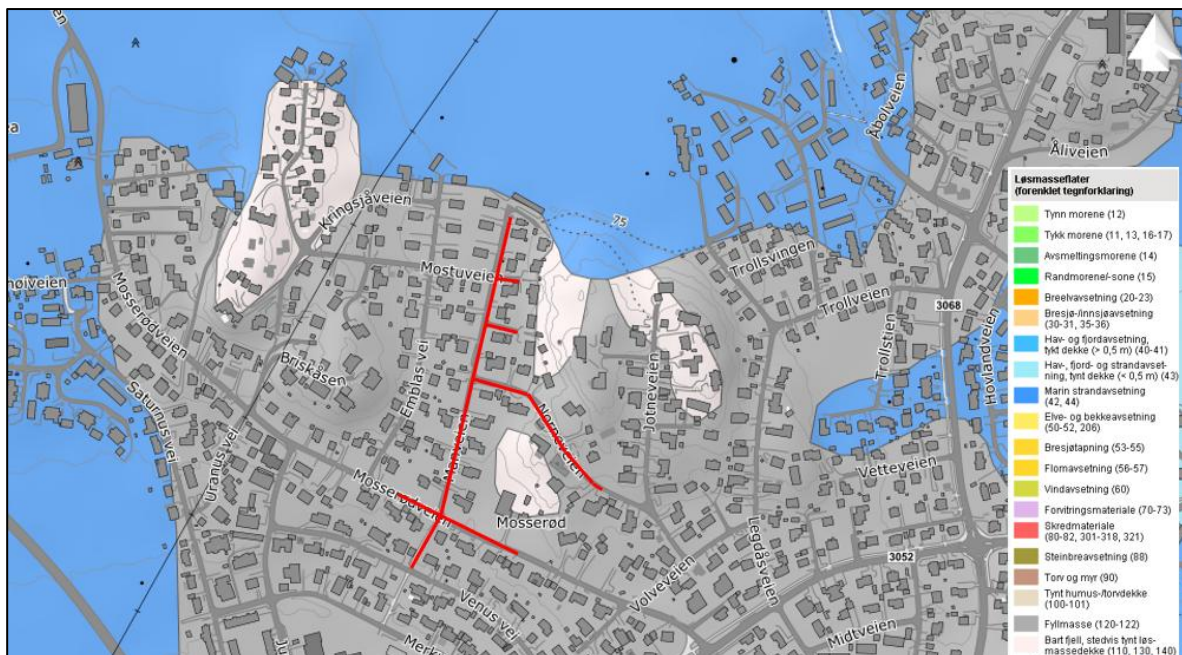 Åbolveien
Åliveien
Kringsjåveien
75
Mostuveien
Trollsvingen
Trollveien
3068
Trollstien
Hovlandveien
Mosserødveien
Briskåsen
Emblas vei
Manveien
Nornaveien
Jotneveien
Saturnus vei
Uranus vei
Mosserødveien
Mosserød
Vetteveien
Legdåsveien
3052
Volveveien
Venus vei
Midtveien
Løsmasseflater
(forenklet tegnforklaring)
Tynn morene (12)
Tykk morene (11, 13, 16-17)
Avsmeltingsmorene (14)
Randmorene/-sone (15)
Breelvavsetning (20-23)
Bresjø-/innsjøavsetning
(30-31, 35-36)
Hav- og fjordavsetning,
tykt dekke (> 0,5 m) (40-41)
Hav-, fjord- og strandavset-
ning, tynt dekke (< 0,5 m) (43)
Marin strandavsetning
(42, 44)
Elve- og bekkeavsetning
(50-52, 206)
Bresjøtapning (53-55)
Flomavsetning (56-57)
Vindavsetning (60)
Forvitringsmateriale (70-73)
Skredmateriale
(80-82, 301-318, 321)
Steinbreavsetning (88)
Torv og myr (90)
Tynt humus-/torvdekke
(100-101)
Fyllmasse (120-122)
Bart fjell, stedvis tynt løs-
massedekke (110, 130, 140)